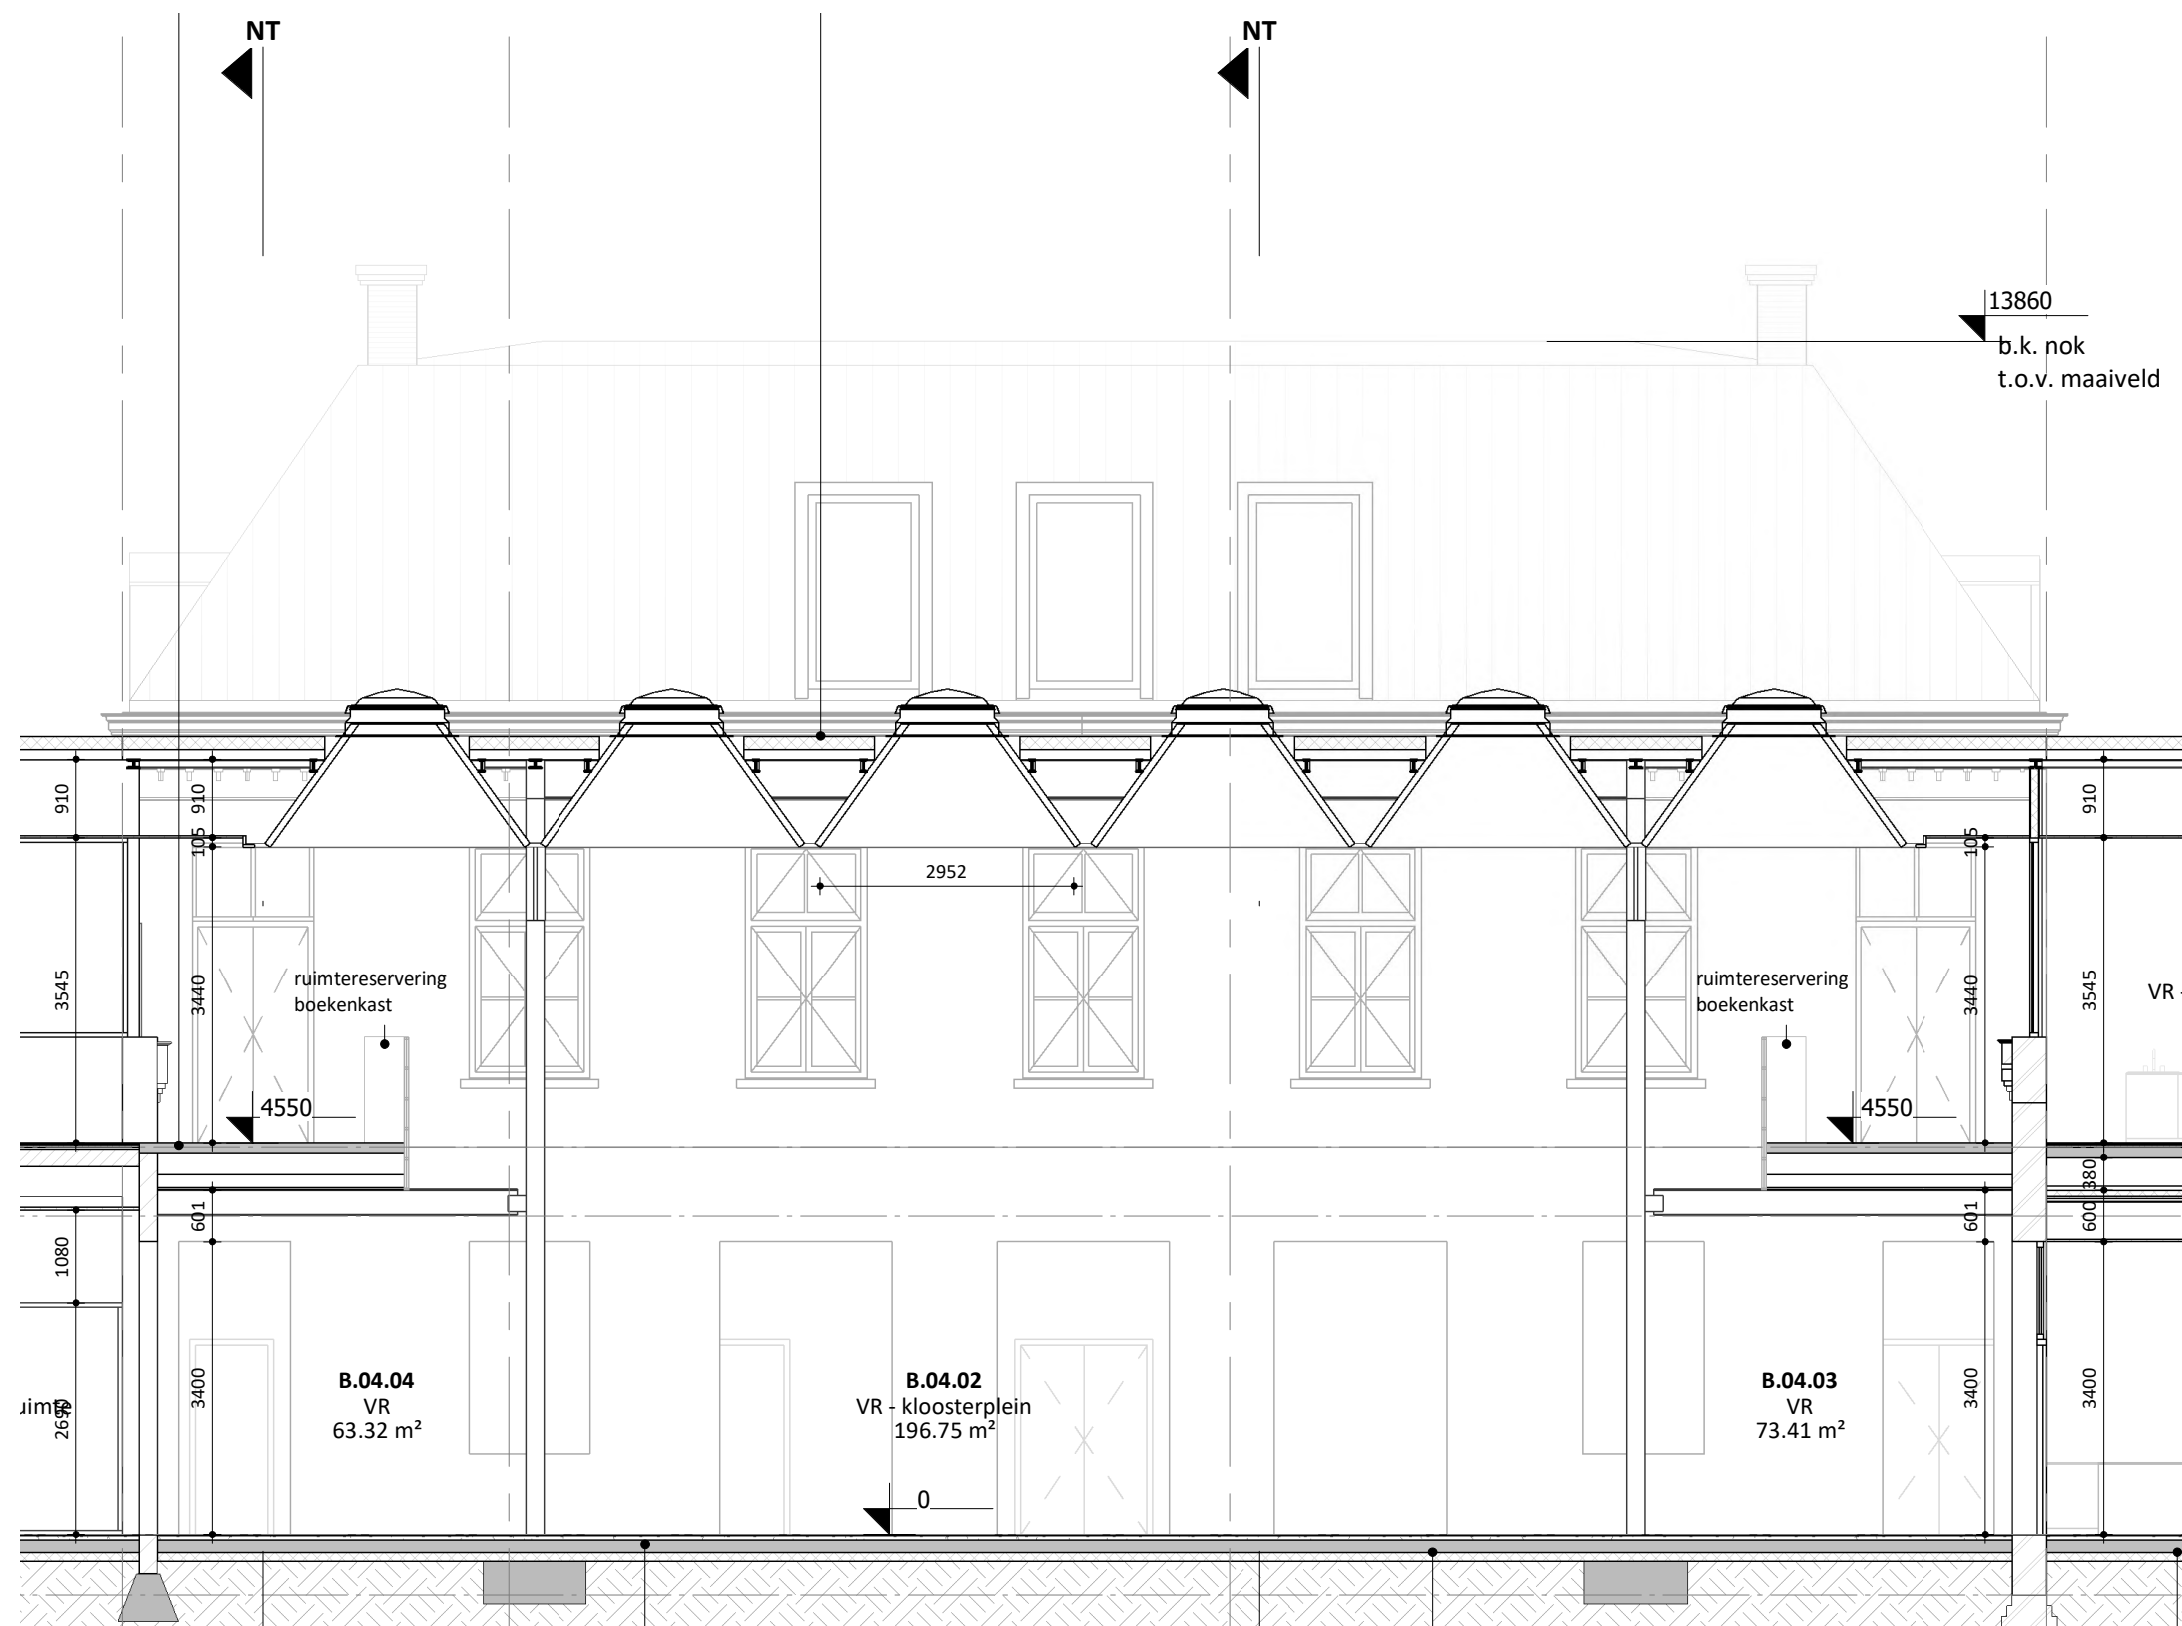 NT
NT
13860
b.k. nok
t.o.v. maaiveld
910
910
910
105
105
2952
3545
3440
ruimtereservering
boekenkast
ruimtereservering
boekenkast
3440
3545
VR -
4550
4550
380
601
601
600
1080
3400
B.04.04
VR
63.32 m²
B.04.02
VR - kloosterplein
196.75 m²
B.04.03
VR
73.41 m²
3400
3400
0